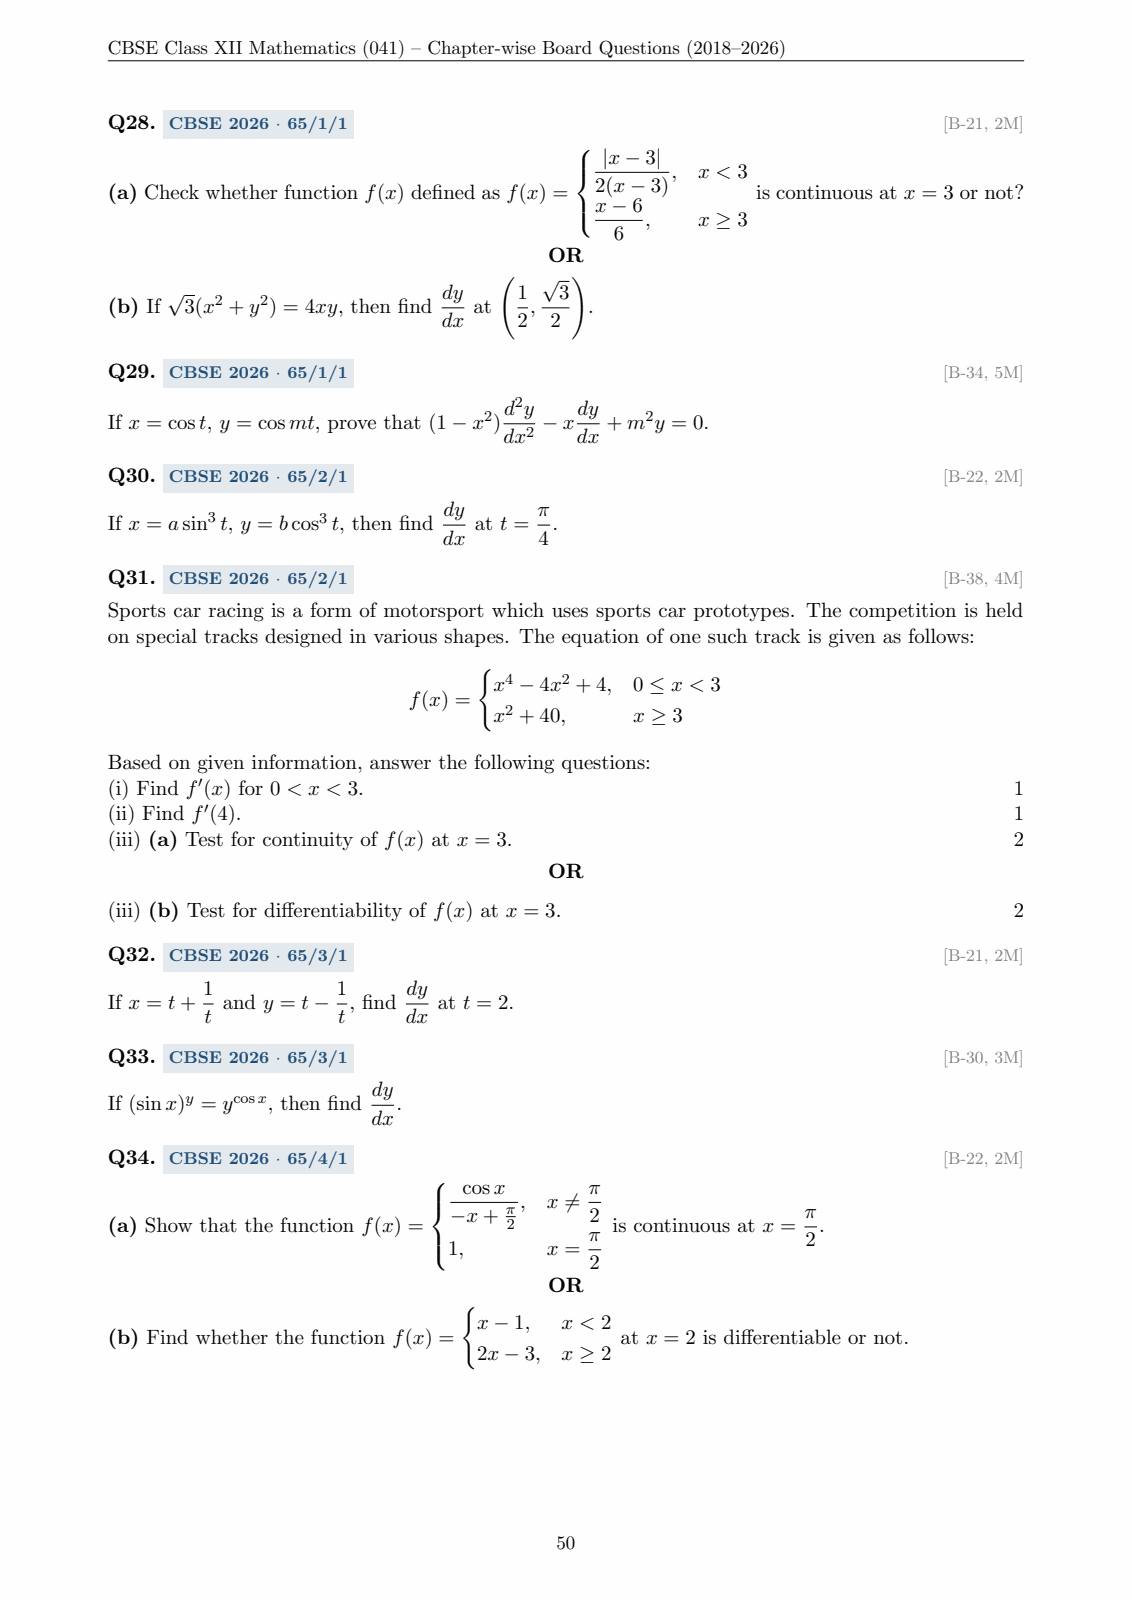 CBSE Class XII Mathematics (041) – Chapter-wise Board Questions (2018–2026)
Q28. CBSE 2026 · 65/1/1 [B-21, 2M]
(a) Check whether function f(x) defined as f(x) = { |x − 3| / 2(x − 3), x < 3
(x − 6)/6, x ≥ 3 is continuous at x = 3 or not?
OR
(b) If √3(x² + y²) = 4xy, then find dy/dx at (1/2, √3/2).
Q29. CBSE 2026 · 65/1/1 [B-34, 5M]
If x = cos t, y = cos mt, prove that (1 − x²) d²y/dx² − x dy/dx + m²y = 0.
Q30. CBSE 2026 · 65/2/1 [B-22, 2M]
If x = a sin³ t, y = b cos³ t, then find dy/dx at t = π/4.
Q31. CBSE 2026 · 65/2/1 [B-38, 4M]
Sports car racing is a form of motorsport which uses sports car prototypes. The competition is held
on special tracks designed in various shapes. The equation of one such track is given as follows:
f(x) = { x⁴ − 4x² + 4, 0 ≤ x < 3
x² + 40, x ≥ 3
Based on given information, answer the following questions:
(i) Find f′(x) for 0 < x < 3. 1
(ii) Find f′(4). 1
(iii) (a) Test for continuity of f(x) at x = 3. 2
OR
(iii) (b) Test for differentiability of f(x) at x = 3. 2
Q32. CBSE 2026 · 65/3/1 [B-21, 2M]
If x = t + 1/t and y = t − 1/t, find dy/dx at t = 2.
Q33. CBSE 2026 · 65/3/1 [B-30, 3M]
If (sin x)^y = y^(cos x), then find dy/dx.
Q34. CBSE 2026 · 65/4/1 [B-22, 2M]
(a) Show that the function f(x) = { cos x / (−x + π/2), x ≠ π/2
1, x = π/2 is continuous at x = π/2.
OR
(b) Find whether the function f(x) = { x − 1, x < 2
2x − 3, x ≥ 2 at x = 2 is differentiable or not.
50